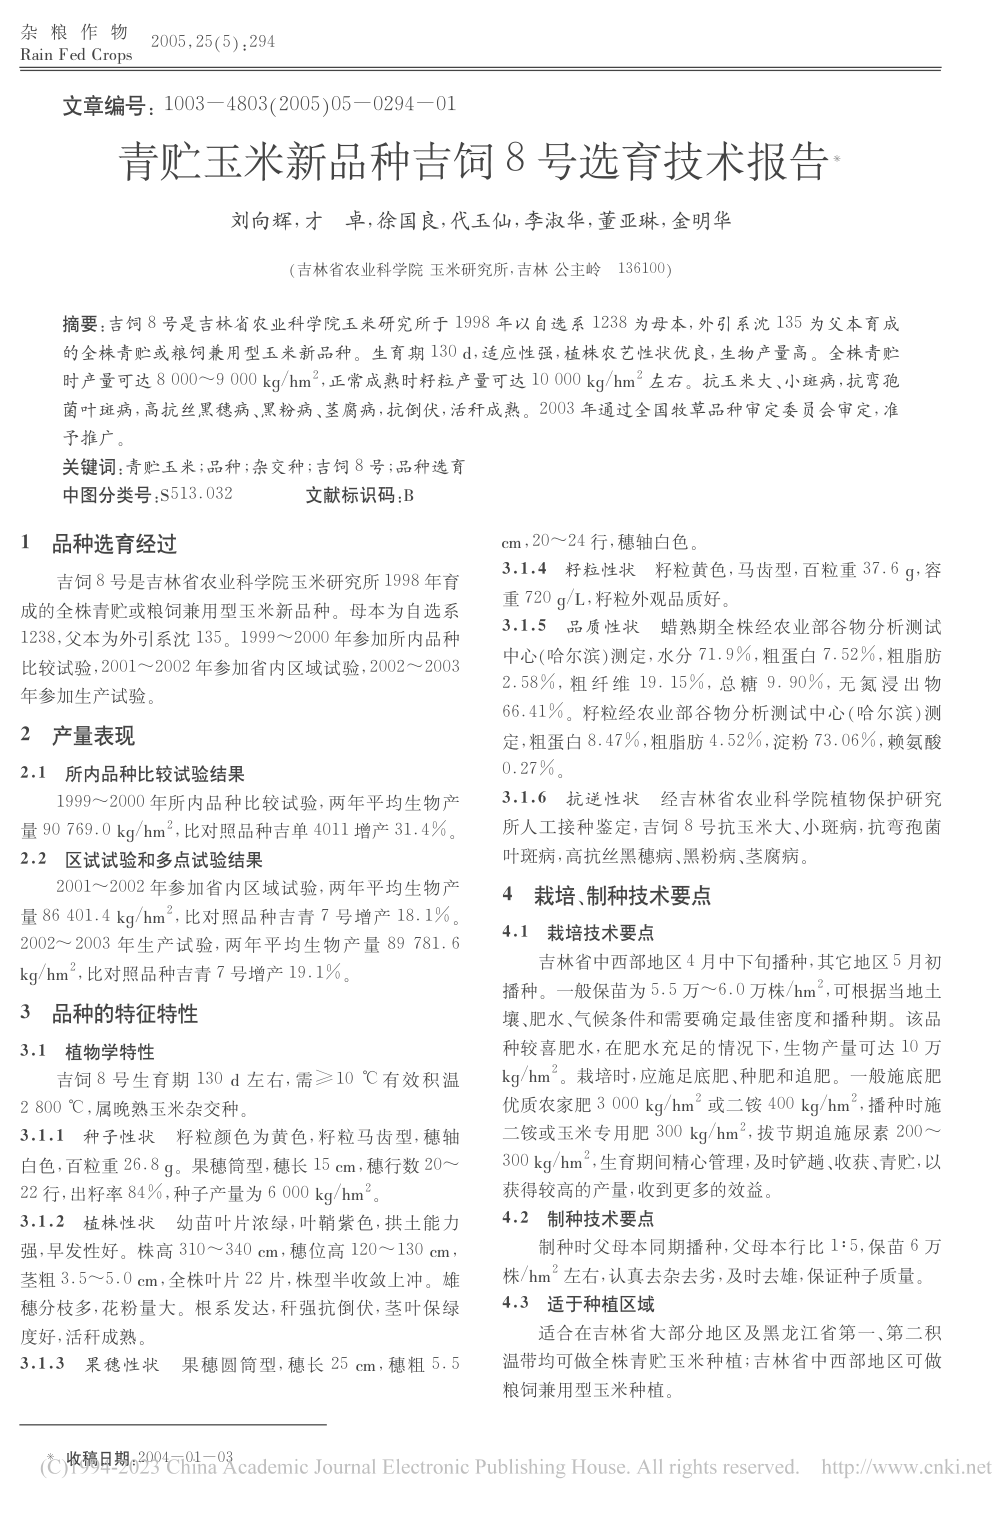 杂粮作物
Rain Fed Crops
2005,25(5):294
文章编号: 1003—4803(2005)05—0294—01
青贮玉米新品种吉饲8号选育技术报告*
刘向辉,才 卓,徐国良,代玉仙,李淑华,董亚琳,金明华
(吉林省农业科学院 玉米研究所,吉林 公主岭 136100)
摘要:吉饲8号是吉林省农业科学院玉米研究所于1998年以自选系1238为母本,外引系沈135为父本育成
的全株青贮或粮饲兼用型玉米新品种。生育期130 d,适应性强,植株农艺性状优良,生物产量高。全株青贮
时产量可达8 000～9 000 kg/hm²,正常成熟时籽粒产量可达10 000 kg/hm²左右。抗玉米大、小斑病,抗弯孢
菌叶斑病,高抗丝黑穗病、黑粉病、茎腐病,抗倒伏,活秆成熟。2003年通过全国牧草品种审定委员会审定,准
予推广。
关键词:青贮玉米;品种;杂交种;吉饲8号;品种选育
中图分类号:S513.032 文献标识码:B
1 品种选育经过
吉饲8号是吉林省农业科学院玉米研究所1998年育
成的全株青贮或粮饲兼用型玉米新品种。母本为自选系
1238,父本为外引系沈135。1999～2000年参加所内品种
比较试验,2001～2002年参加省内区域试验,2002～2003
年参加生产试验。
2 产量表现
2.1 所内品种比较试验结果
1999～2000年所内品种比较试验,两年平均生物产
量90 769.0 kg/hm²,比对照品种吉单4011增产31.4%。
2.2 区试试验和多点试验结果
2001～2002年参加省内区域试验,两年平均生物产
量86 401.4 kg/hm²,比对照品种吉青7号增产18.1%。
2002～2003年生产试验,两年平均生物产量89 781.6
kg/hm²,比对照品种吉青7号增产19.1%。
3 品种的特征特性
3.1 植物学特性
吉饲8号生育期130 d左右,需≥10 ℃有效积温
2 800 ℃,属晚熟玉米杂交种。
3.1.1 种子性状 籽粒颜色为黄色,籽粒马齿型,穗轴
白色,百粒重26.8 g。果穗筒型,穗长15 cm,穗行数20～
22行,出籽率84%,种子产量为6 000 kg/hm²。
3.1.2 植株性状 幼苗叶片浓绿,叶鞘紫色,拱土能力
强,早发性好。株高310～340 cm,穗位高120～130 cm,
茎粗3.5～5.0 cm,全株叶片22片,株型半收敛上冲。雄
穗分枝多,花粉量大。根系发达,秆强抗倒伏,茎叶保绿
度好,活秆成熟。
3.1.3 果穗性状 果穗圆筒型,穗长25 cm,穗粗5.5
cm,20～24行,穗轴白色。
3.1.4 籽粒性状 籽粒黄色,马齿型,百粒重37.6 g,容
重720 g/L,籽粒外观品质好。
3.1.5 品质性状 蜡熟期全株经农业部谷物分析测试
中心(哈尔滨)测定,水分71.9%,粗蛋白7.52%,粗脂肪
2.58%,粗纤维19.15%,总糖9.90%,无氮浸出物
66.41%。籽粒经农业部谷物分析测试中心(哈尔滨)测
定,粗蛋白8.47%,粗脂肪4.52%,淀粉73.06%,赖氨酸
0.27%。
3.1.6 抗逆性状 经吉林省农业科学院植物保护研究
所人工接种鉴定,吉饲8号抗玉米大、小斑病,抗弯孢菌
叶斑病,高抗丝黑穗病、黑粉病、茎腐病。
4 栽培、制种技术要点
4.1 栽培技术要点
吉林省中西部地区4月中下旬播种,其它地区5月初
播种。一般保苗为5.5万～6.0万株/hm²,可根据当地土
壤、肥水、气候条件和需要确定最佳密度和播种期。该品
种较喜肥水,在肥水充足的情况下,生物产量可达10万
kg/hm²。栽培时,应施足底肥、种肥和追肥。一般施底肥
优质农家肥3 000 kg/hm²或二铵400 kg/hm²,播种时施
二铵或玉米专用肥300 kg/hm²,拔节期追施尿素200～
300 kg/hm²,生育期间精心管理,及时铲趟、收获、青贮,以
获得较高的产量,收到更多的效益。
4.2 制种技术要点
制种时父母本同期播种,父母本行比1∶5,保苗6万
株/hm²左右,认真去杂去劣,及时去雄,保证种子质量。
4.3 适于种植区域
适合在吉林省大部分地区及黑龙江省第一、第二积
温带均可做全株青贮玉米种植;吉林省中西部地区可做
粮饲兼用型玉米种植。
* 收稿日期:2004—01—03
(C)1994-2023 China Academic Journal Electronic Publishing House. All rights reserved. http://www.cnki.net